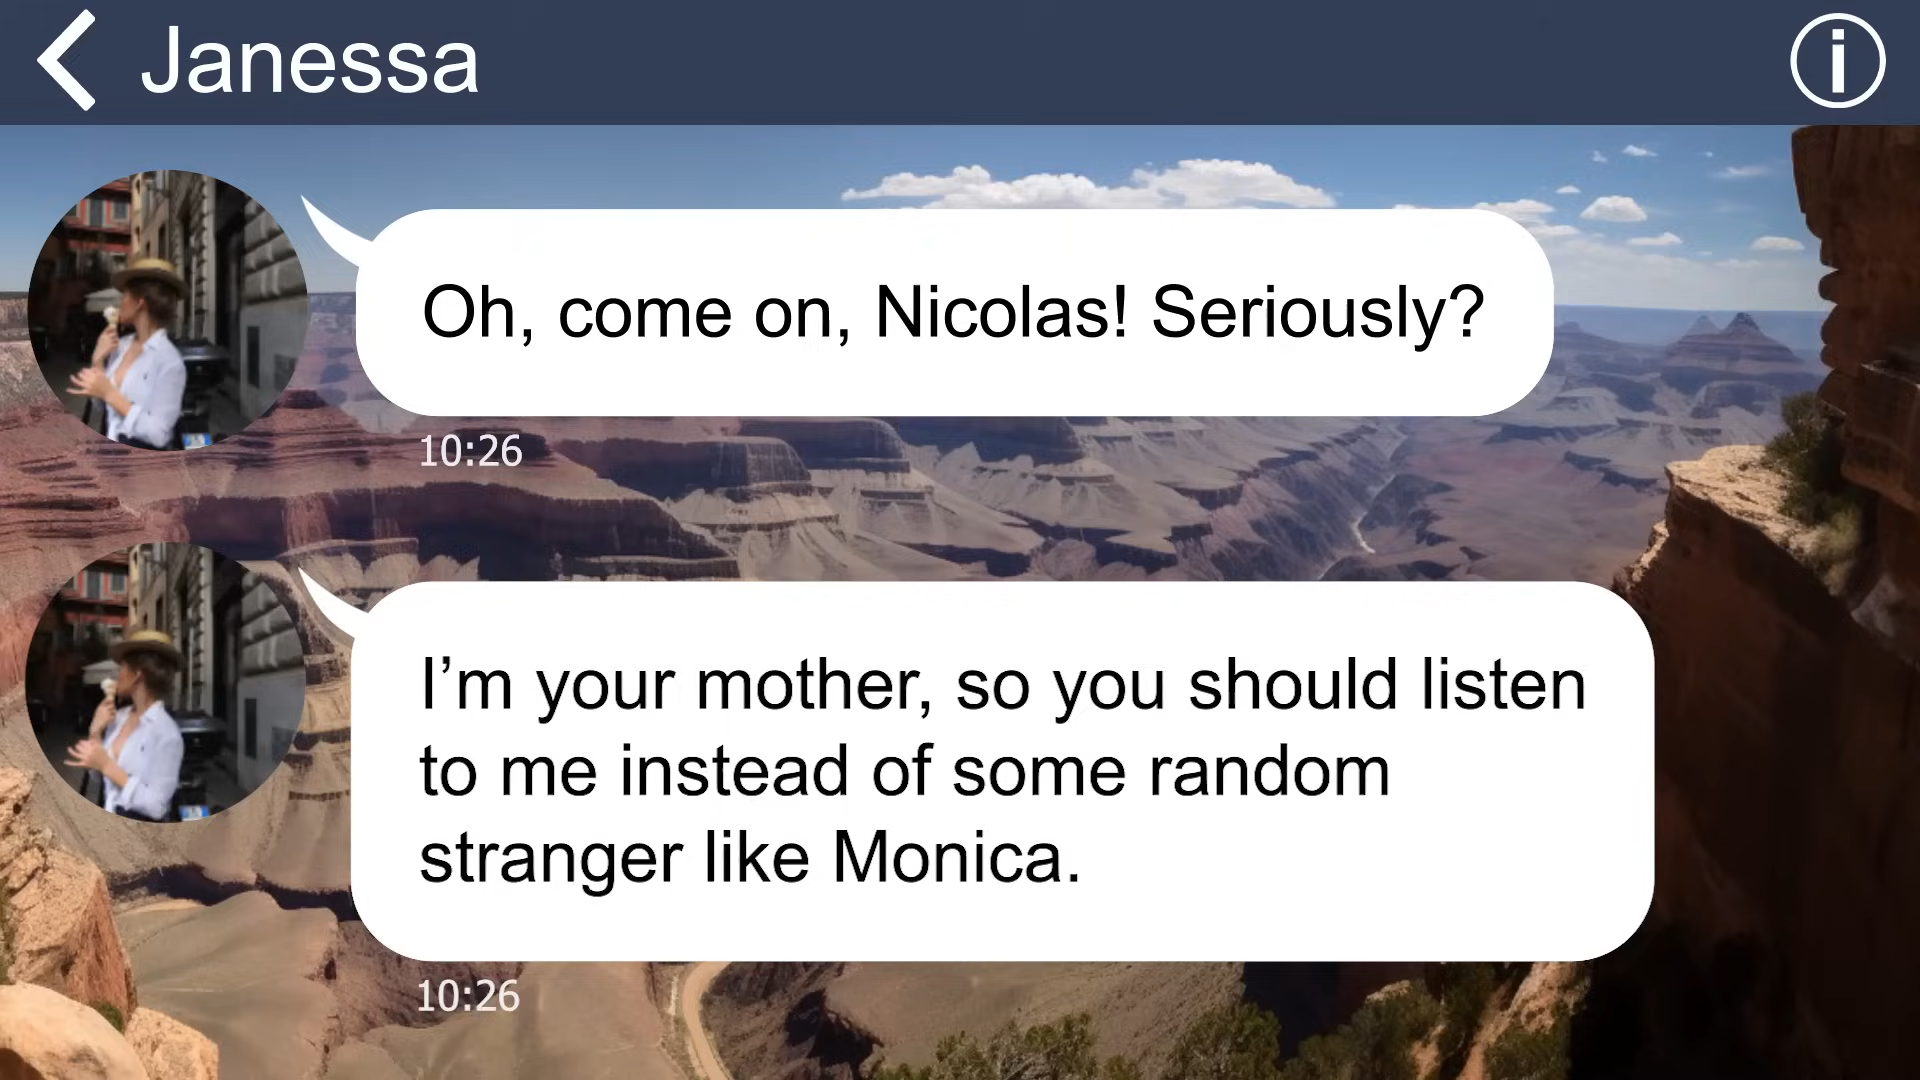 Janessa
Oh, come on, Nicolas! Seriously?
10:26
I’m your mother, so you should listen
to me instead of some random
stranger like Monica.
10:26